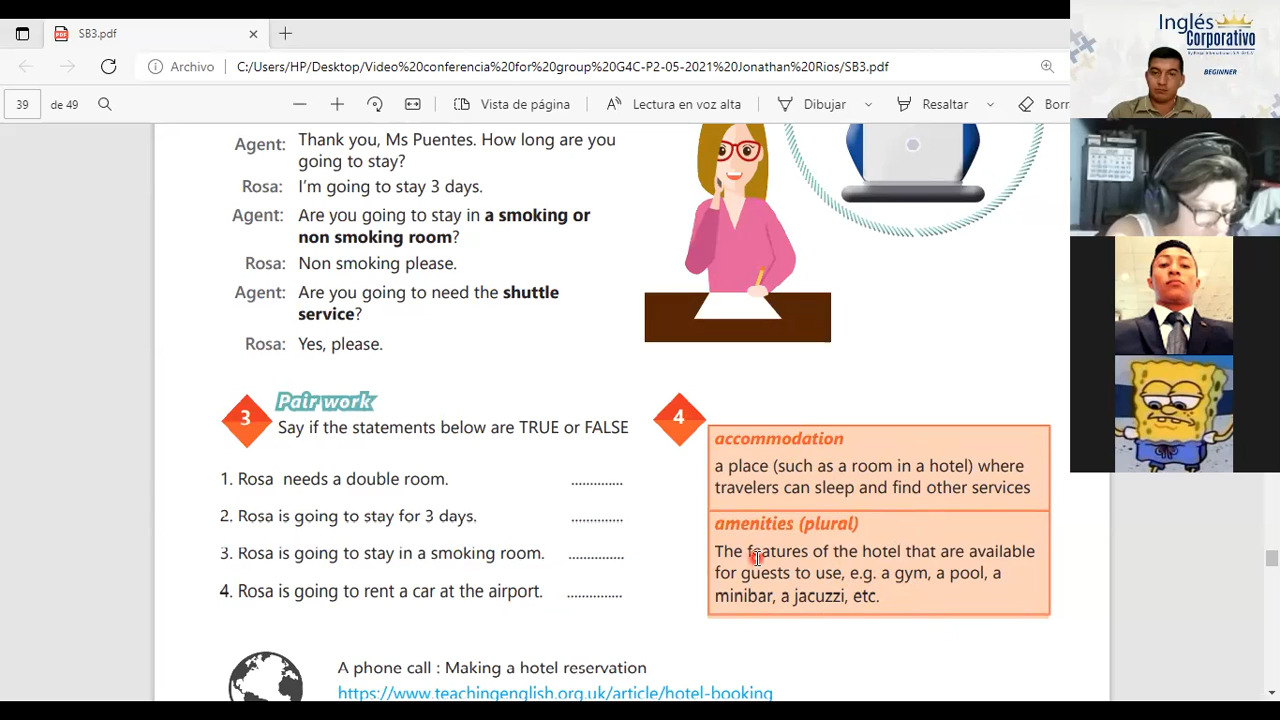 SB3.pdf
Archivo
C:/Users/HP/Desktop/Video%20conferencia%20for%20group%20G4C-P2-05-2021%20Jonathan%20Rios/SB3.pdf
39
de 49
Vista de página
Lectura en voz alta
Dibujar
Resaltar
Borr
Inglés
Corporativo
BEGINNER
Agent: Thank you, Ms Puentes. How long are you
going to stay?
Rosa: I'm going to stay 3 days.
Agent: Are you going to stay in a smoking or
non smoking room?
Rosa: Non smoking please.
Agent: Are you going to need the shuttle
service?
Rosa: Yes, please.
3
Pair work
Say if the statements below are TRUE or FALSE
1. Rosa needs a double room. .............
2. Rosa is going to stay for 3 days. .............
3. Rosa is going to stay in a smoking room. ..............
4. Rosa is going to rent a car at the airport. ..............
4
accommodation
a place (such as a room in a hotel) where
travelers can sleep and find other services
amenities (plural)
The features of the hotel that are available
for guests to use, e.g. a gym, a pool, a
minibar, a jacuzzi, etc.
A phone call : Making a hotel reservation
https://www.teachingenglish.org.uk/article/hotel-booking